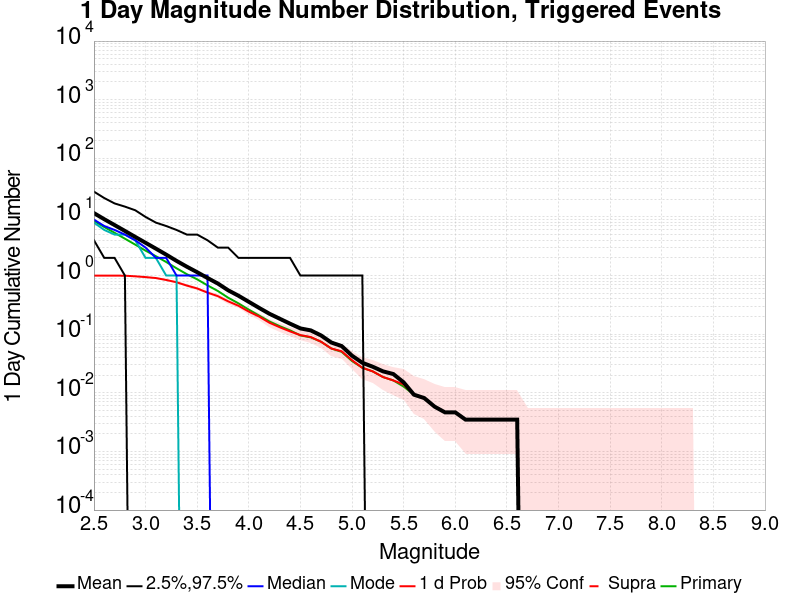 1 Day Magnitude Number Distribution, Triggered Events
1 Day Cumulative Number
10^4
10^3
10^2
10^1
10^0
10^-1
10^-2
10^-3
10^-4
2.5 3.0 3.5 4.0 4.5 5.0 5.5 6.0 6.5 7.0 7.5 8.0 8.5 9.0
Magnitude
Mean 2.5%,97.5% Median Mode 1 d Prob 95% Conf Supra Primary